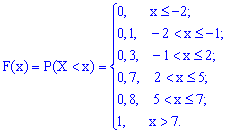 0, x ≤ -2;
0,1, - 2 < x ≤ -1;
0,3, -1 < x ≤ 2;
F(x) = P(X < x) =
0,7, 2 < x ≤ 5;
0,8, 5 < x ≤ 7;
1, x > 7.